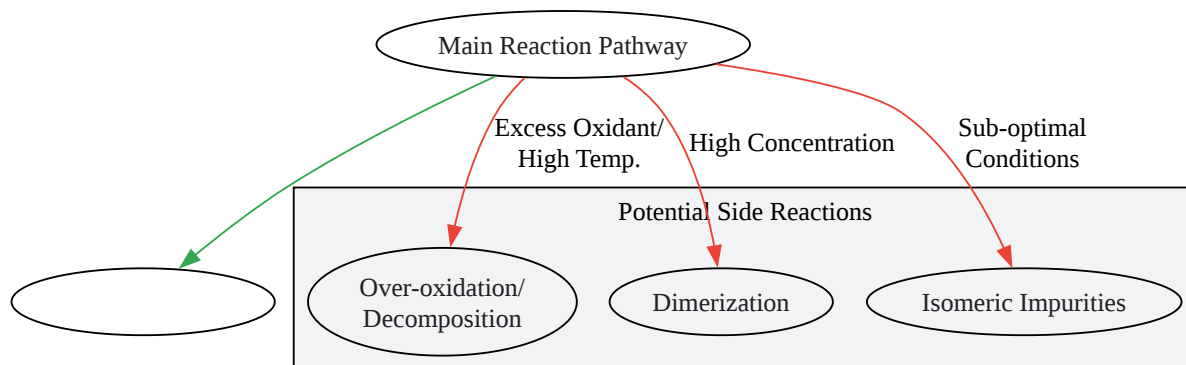 Main Reaction Pathway
Excess Oxidant/
High Temp.
High Concentration
Sub-optimal
Conditions
Potential Side Reactions
Over-oxidation/
Decomposition
Dimerization
Isomeric Impurities